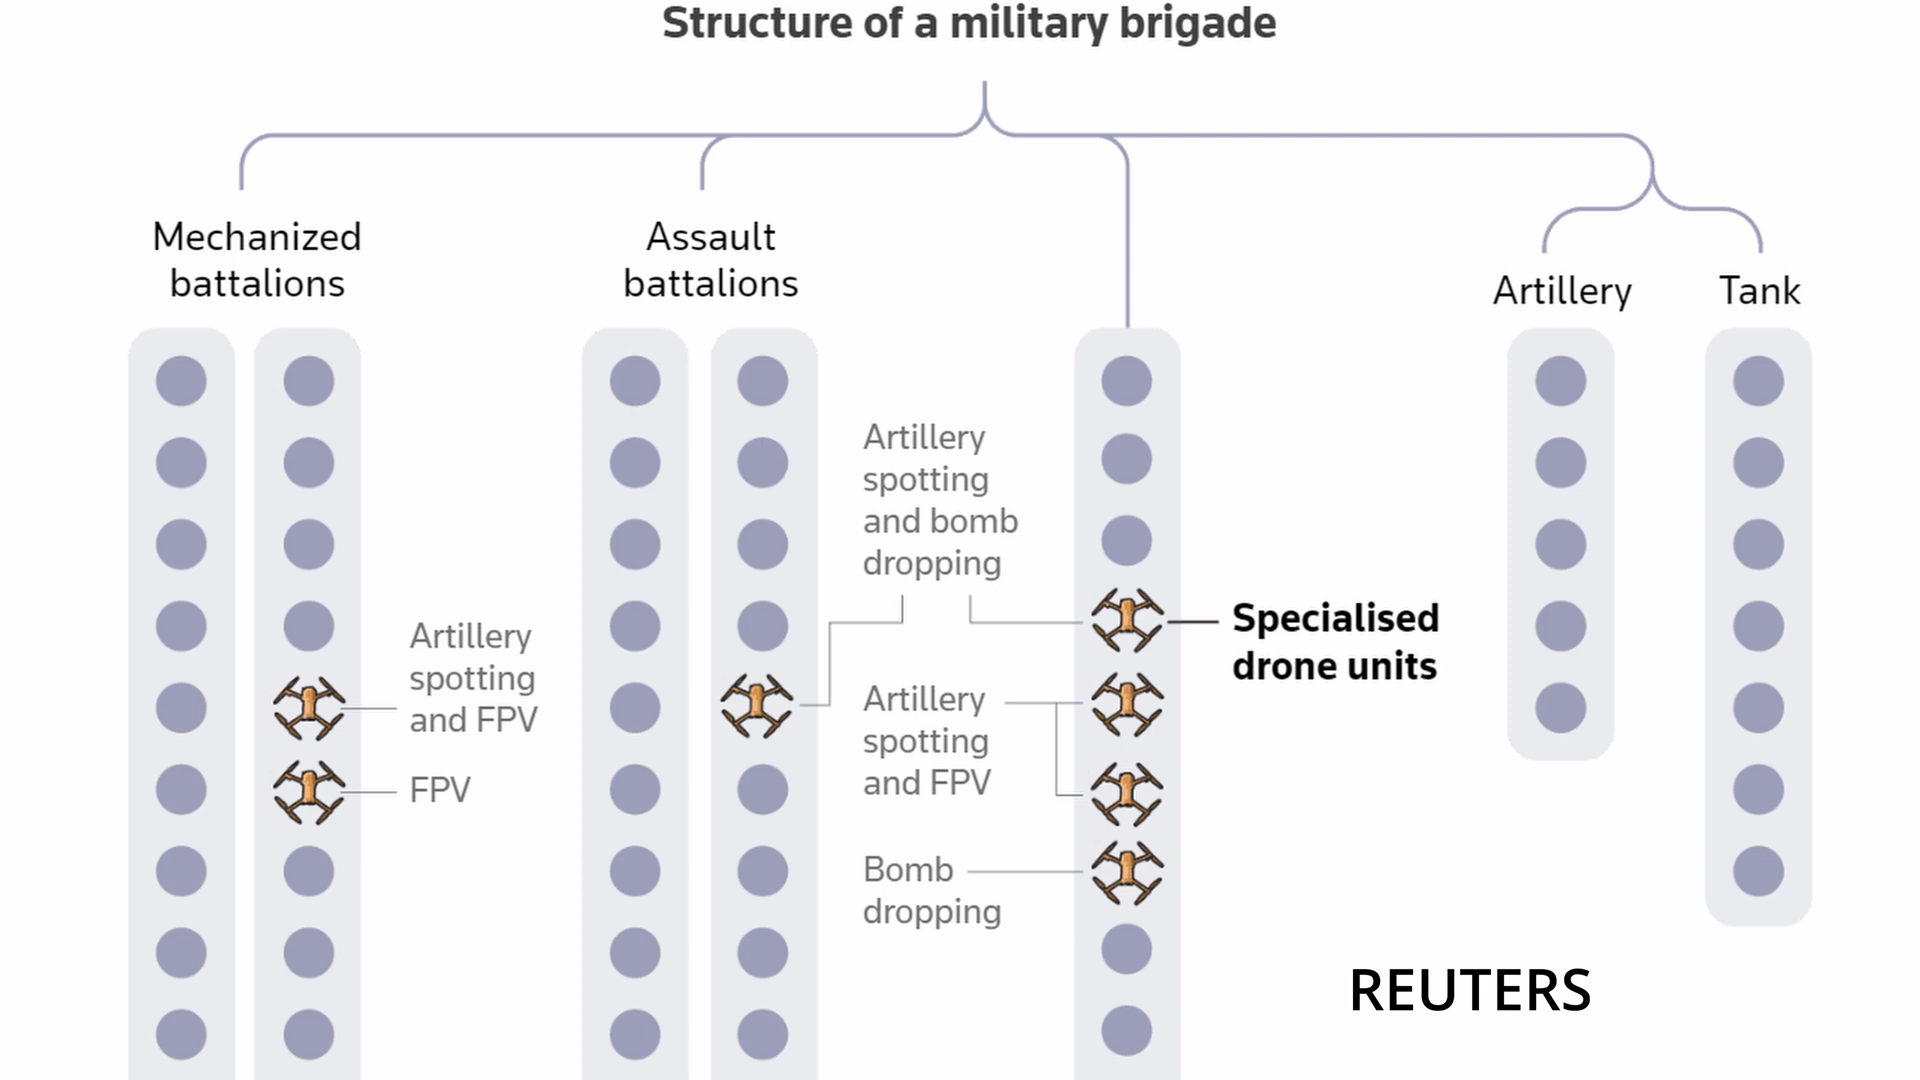 Structure of a military brigade
Mechanized
battalions
Assault
battalions
Artillery
Tank
Artillery
spotting
and bomb
dropping
Artillery
spotting
and FPV
FPV
Specialised
drone units
Artillery
spotting
and FPV
Bomb
dropping
REUTERS